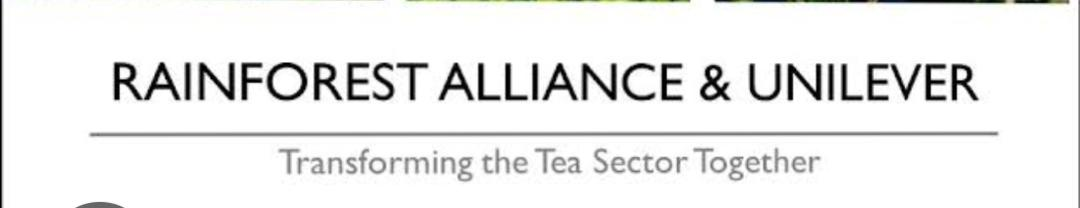 RAINFOREST ALLIANCE & UNILEVER
Transforming the Tea Sector Together